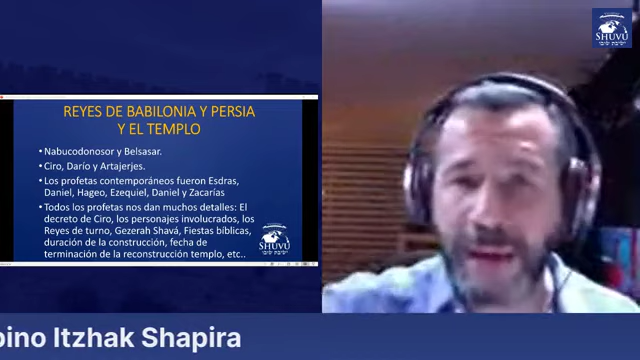 REYES DE BABILONIA Y PERSIA
Y EL TEMPLO
• Nabucodonosor y Belsasar.
• Ciro, Darío y Artajerjes.
• Los profetas contemporáneos fueron Esdras,
Daniel, Hageo, Ezequiel, Daniel y Zacarías
• Todos los profetas nos dan muchos detalles: El
decreto de Ciro, los personajes involucrados, los
Reyes de turno, Gezerah Shavá, Fiestas bíblicas,
duración de la construcción, fecha de
terminación de la reconstrucción templo, etc..
SHUVU
SHUVU
bino Itzhak Shapira